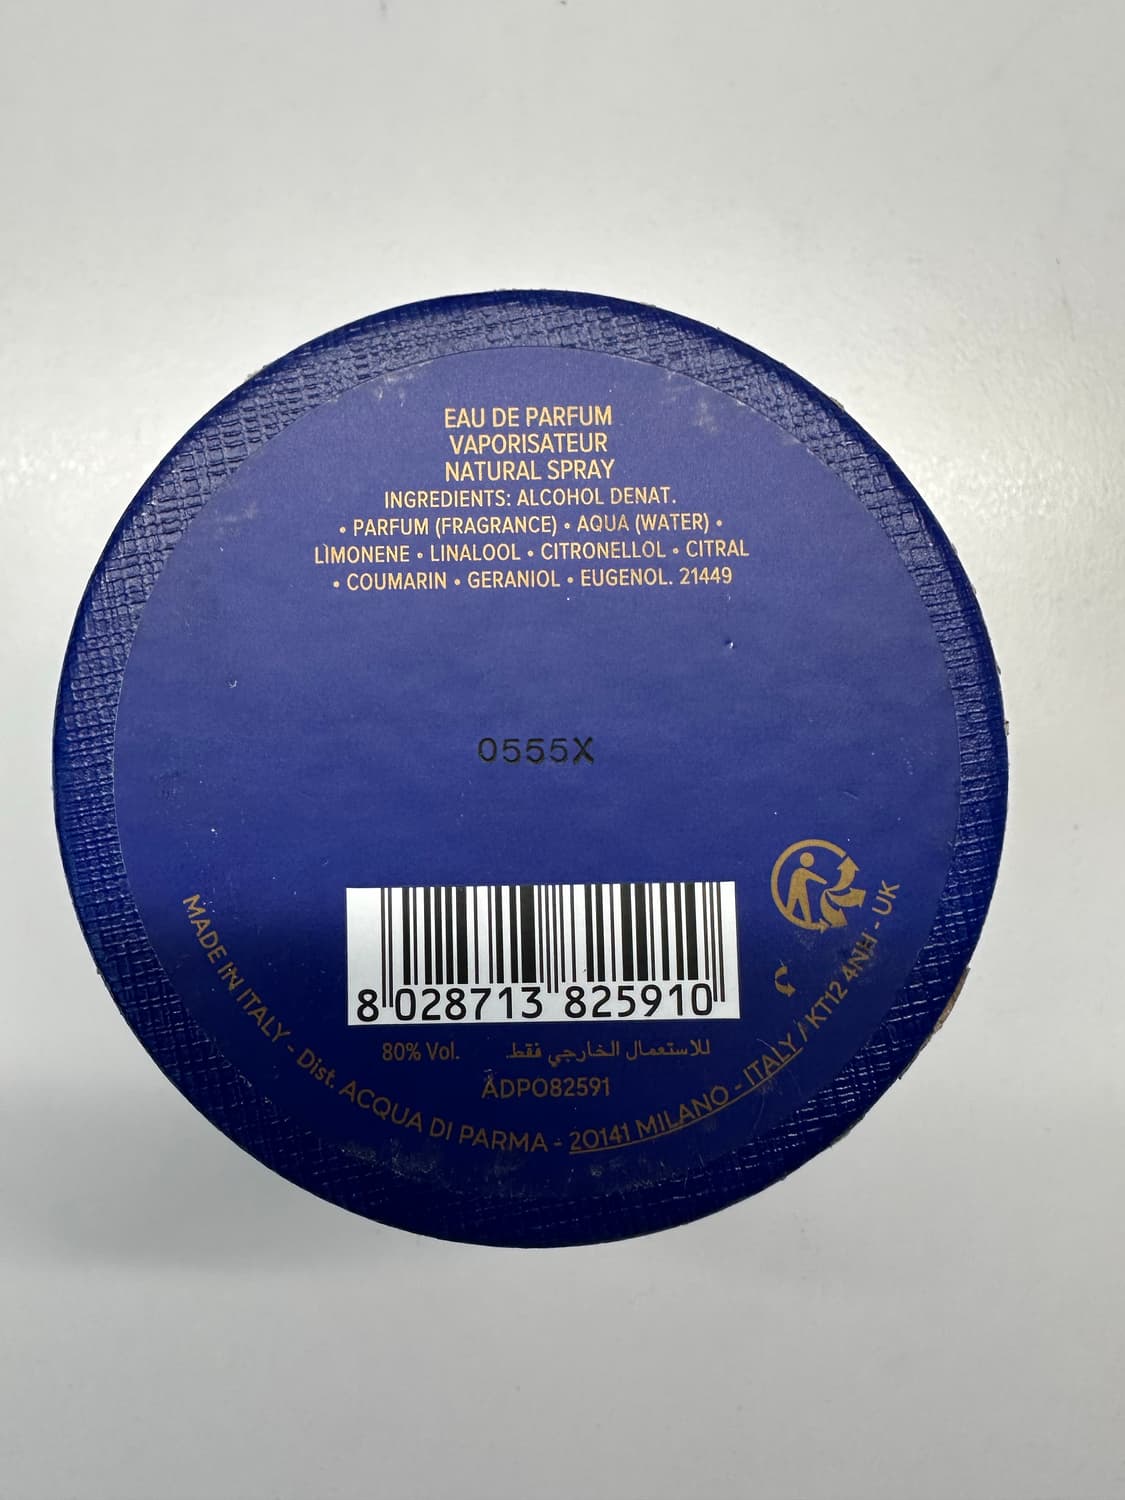 EAU DE PARFUM
VAPORISATEUR
NATURAL SPRAY
INGREDIENTS: ALCOHOL DENAT.
• PARFUM (FRAGRANCE) • AQUA (WATER) •
LIMONENE • LINALOOL • CITRONELLOL • CITRAL
• COUMARIN • GERANIOL • EUGENOL. 21449
0555X
8 028713 825910
80% Vol. للاستعمال الخارجي فقط.
ADP082591
MADE IN ITALY - Dist. ACQUA DI PARMA - 20141 MILANO - ITALY / KT12 4NH - UK